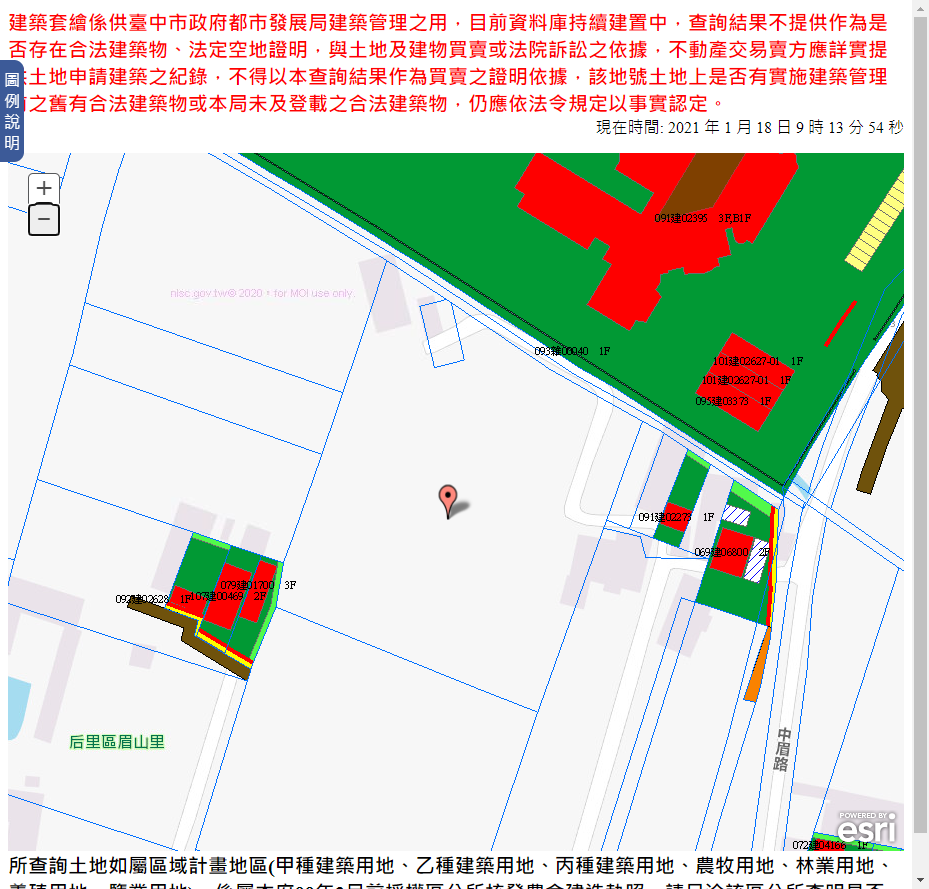 建築套繪係供臺中市政府都市發展局建築管理之用，目前資料庫持續建置中，查詢結果不提供作為是
否存在合法建築物、法定空地證明，與土地及建物買賣或法院訴訟之依據，不動產交易賣方應詳實提
土地申請建築之紀錄，不得以本查詢結果作為買賣之證明依據，該地號土地上是否有實施建築管理
之舊有合法建築物或本局未及登載之合法建築物，仍應依法令規定以事實認定。
圖例說明
現在時間: 2021 年 1 月 18 日 9 時 13 分 54 秒
+
−
091建02395 3F,B1F
nlsc.gov.tw© 2020，for MOI use only.
093雜00040 1F
101建02627-01 1F
101建02627-01 1F
095建03373 1F
091建02273 1F
069建06800 2F
079建01700 3F
107建00469 2F
092建02628 1F
后里區眉山里
中眉路
POWERED BY
esri
072建04166 1F
所查詢土地如屬區域計畫地區(甲種建築用地、乙種建築用地、丙種建築用地、農牧用地、林業用地、